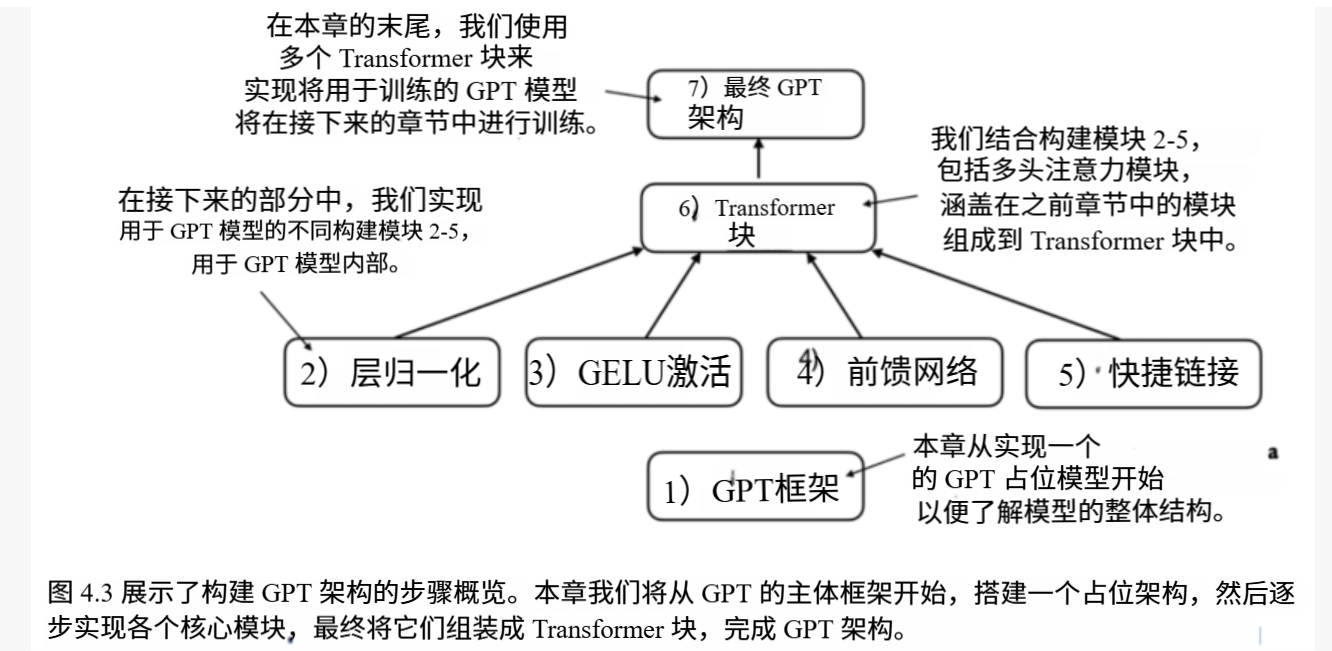 在本章的末尾，我们使用
多个 Transformer 块来
实现将用于训练的 GPT 模型
将在接下来的章节中进行训练。
7）最终 GPT
架构
我们结合构建模块 2-5，
包括多头注意力模块，
涵盖在之前章节中的模块
组成到 Transformer 块中。
在接下来的部分中，我们实现
用于 GPT 模型的不同构建模块 2-5，
用于 GPT 模型内部。
6）Transformer
块
2）层归一化
3）GELU激活
4）前馈网络
5）快捷链接
本章从实现一个
的 GPT 占位模型开始
以便了解模型的整体结构。
a
1）GPT框架
图 4.3 展示了构建 GPT 架构的步骤概览。本章我们将从 GPT 的主体框架开始，搭建一个占位架构，然后逐
步实现各个核心模块，最终将它们组装成 Transformer 块，完成 GPT 架构。